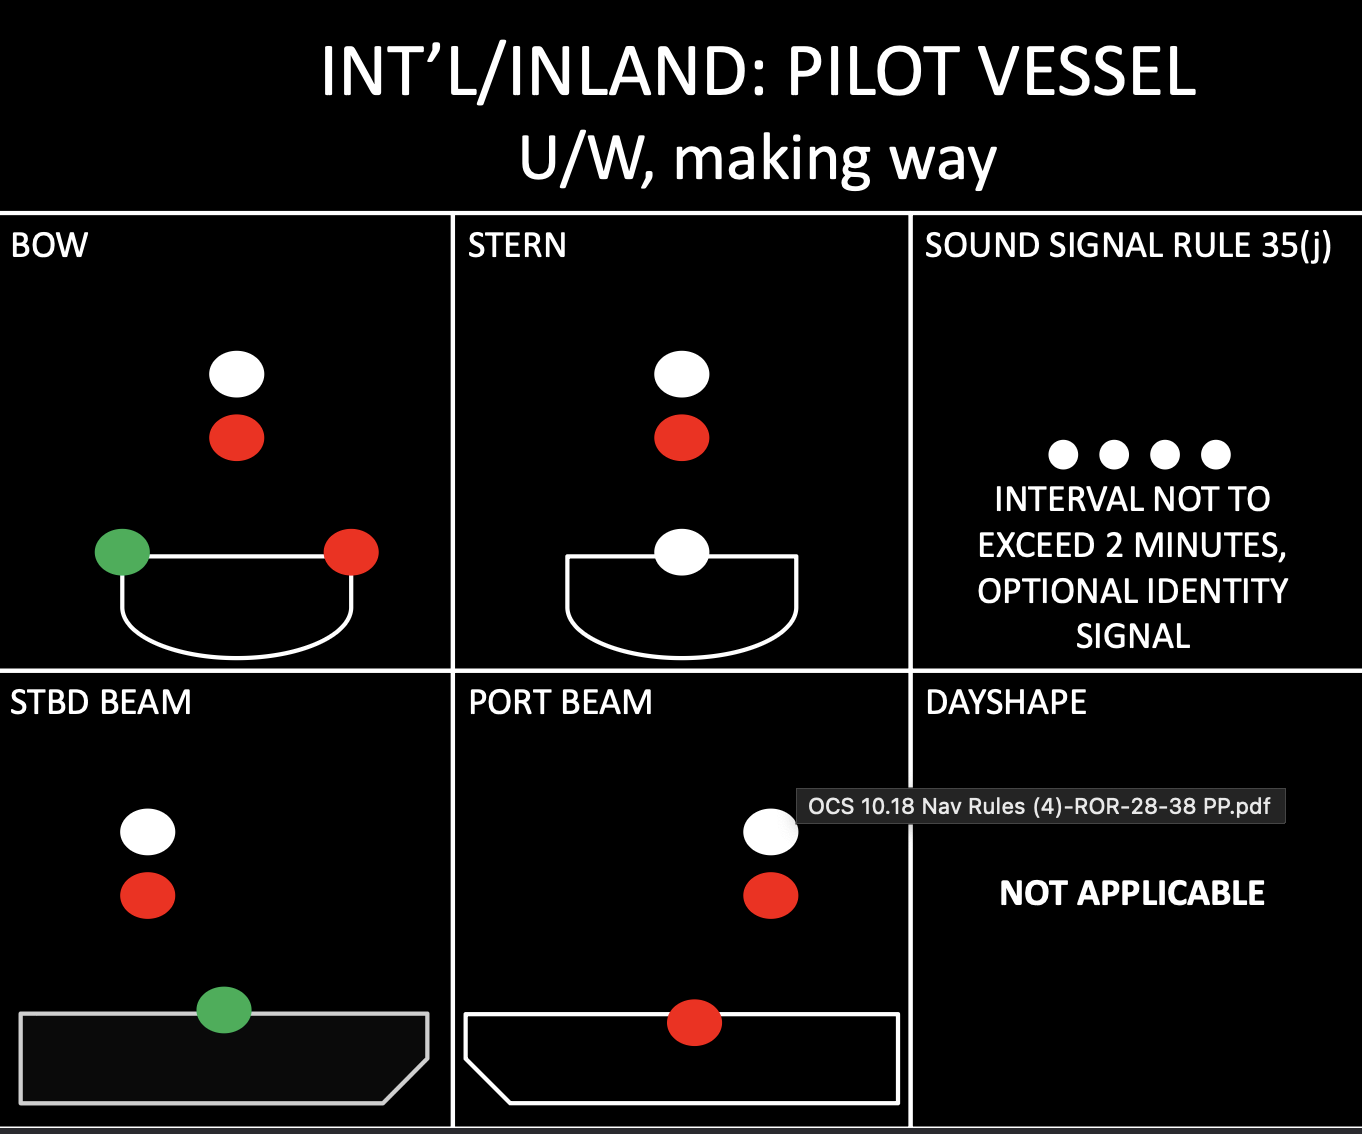 INT’L/INLAND: PILOT VESSEL
U/W, making way
BOW
STERN
SOUND SIGNAL RULE 35(j)
INTERVAL NOT TO
EXCEED 2 MINUTES,
OPTIONAL IDENTITY
SIGNAL
STBD BEAM
PORT BEAM
DAYSHAPE
OCS 10.18 Nav Rules (4)-ROR-28-38 PP.pdf
NOT APPLICABLE